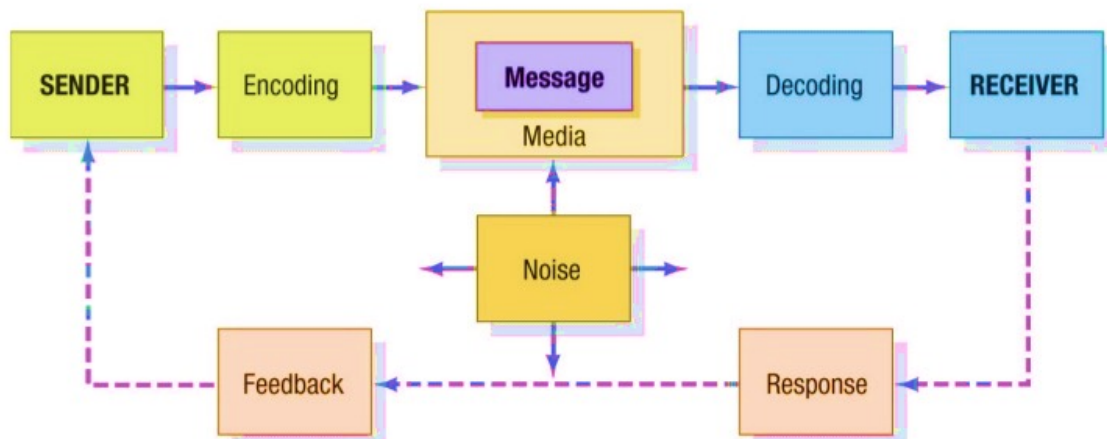 SENDER
Encoding
Message
Media
Decoding
RECEIVER
Noise
Feedback
Response